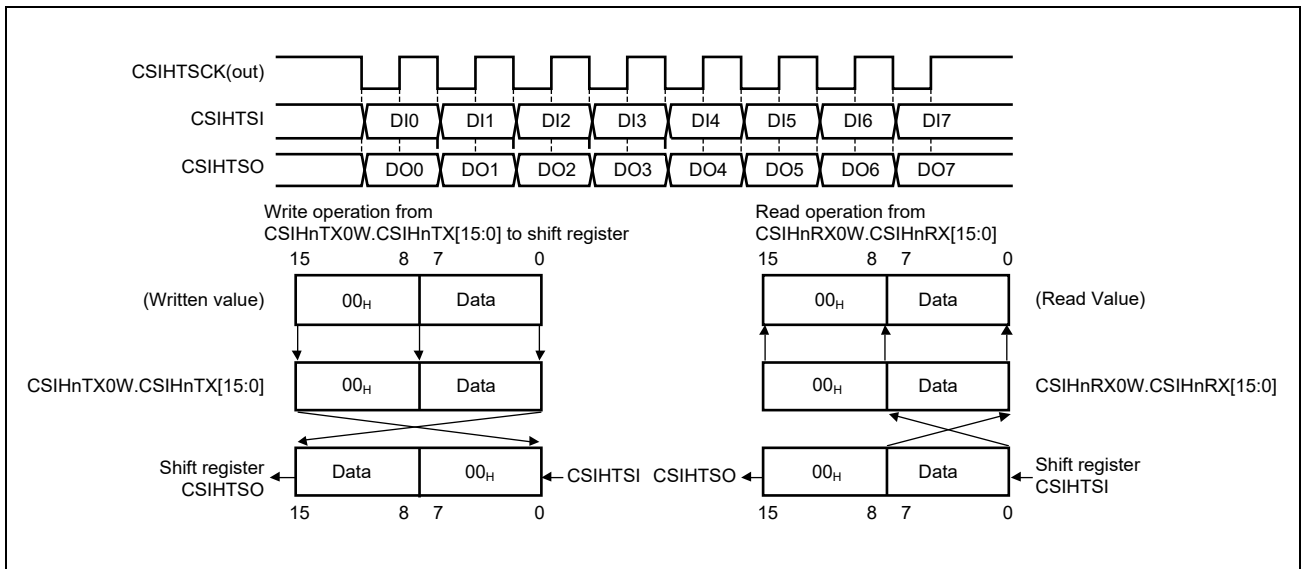 CSIHTSCK(out)
CSIHTSI DI0 DI1 DI2 DI3 DI4 DI5 DI6 DI7
CSIHTSO DO0 DO1 DO2 DO3 DO4 DO5 DO6 DO7
Write operation from
CSIHnTX0W.CSIHnTX[15:0] to shift register
15 8 7 0
(Written value) 00H Data
CSIHnTX0W.CSIHnTX[15:0] 00H Data
Shift register
CSIHTSO Data 00H CSIHTSI
15 8 7 0
Read operation from
CSIHnRX0W.CSIHnRX[15:0]
15 8 7 0
00H Data (Read Value)
00H Data CSIHnRX0W.CSIHnRX[15:0]
CSIHTSO 00H Data Shift register
CSIHTSI
15 8 7 0